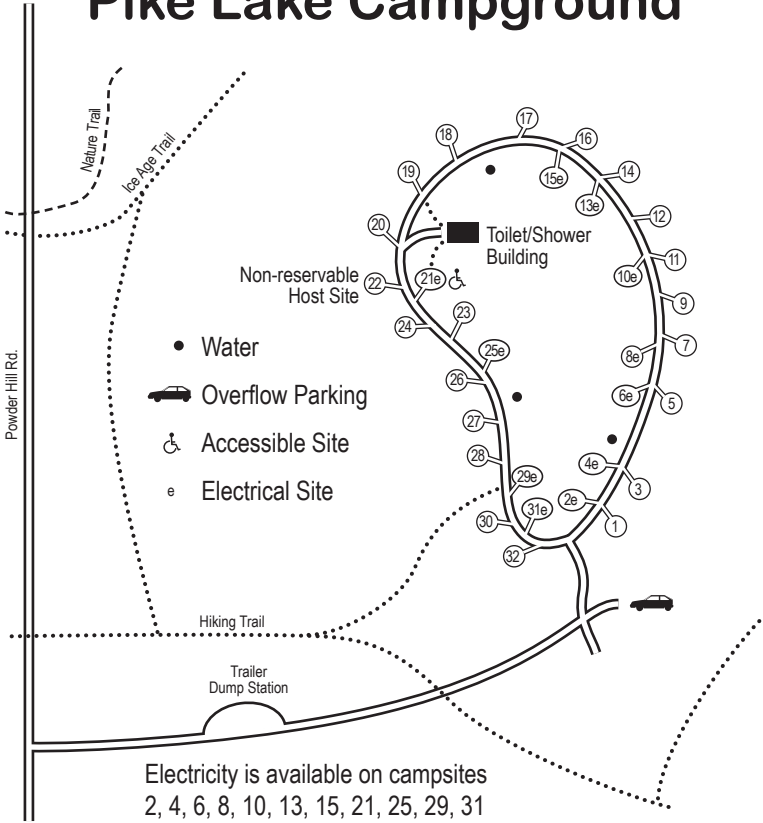 Pike Lake Campground
Nature Trail
Ice Age Trail
Powder Hill Rd.
17
18
16
15e
14
13e
19
12
20
Toilet/Shower
Building
11
10e
Non-reservable
Host Site
22
21e
9
24
23
8e
7
Water
25e
26
6e
5
Overflow Parking
27
Accessible Site
28
4e
3
e Electrical Site
29e
2e
1
30
31e
32
Hiking Trail
Trailer
Dump Station
Electricity is available on campsites
2, 4, 6, 8, 10, 13, 15, 21, 25, 29, 31